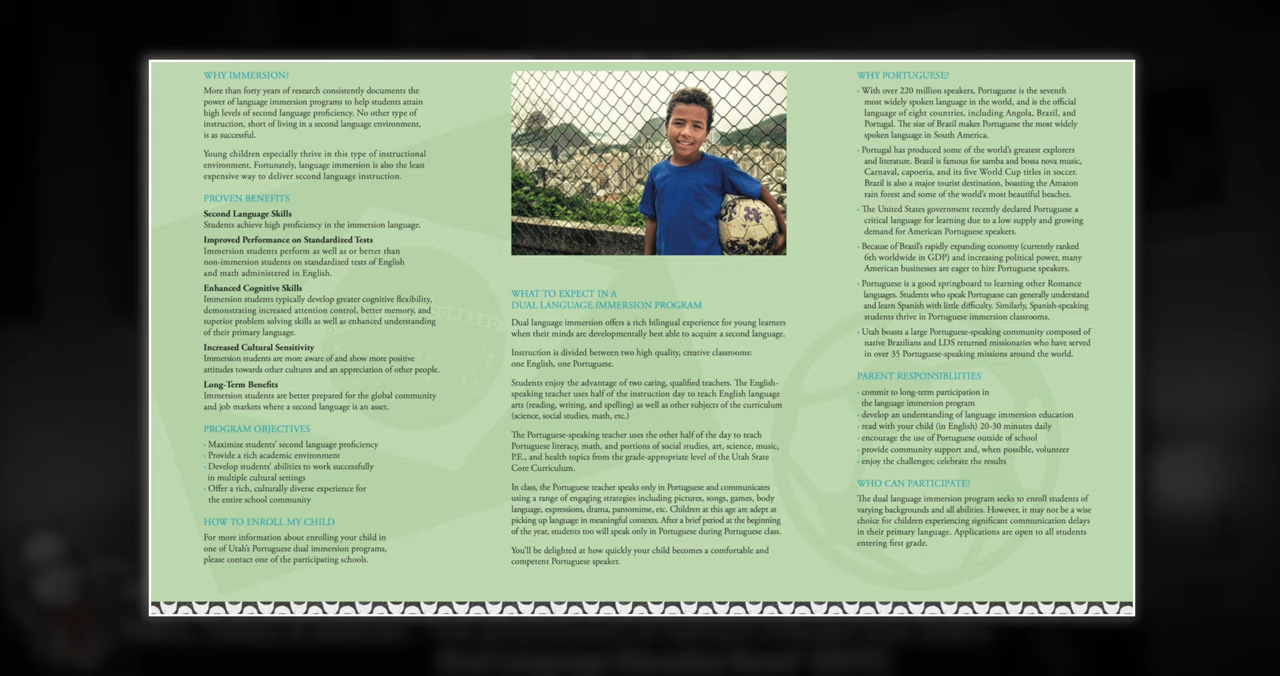 WHY IMMERSION?
More than forty years of research consistently documents the
power of language immersion programs to help students attain
high levels of second language proficiency. No other type of
instruction, short of living in a second language environment,
is as successful.
Young children especially thrive in this type of instructional
environment. Fortunately, language immersion is also the least
expensive way to deliver second language instruction.
PROVEN BENEFITS
Second Language Skills
Students achieve high proficiency in the immersion language.
Improved Performance on Standardized Tests
Immersion students perform as well as or better than
non-immersion students on standardized tests of English
and math administered in English.
Enhanced Cognitive Skills
Immersion students typically develop greater cognitive flexibility,
demonstrating increased attention control, better memory, and
superior problem solving skills as well as enhanced understanding
of their primary language.
Increased Cultural Sensitivity
Immersion students are more aware of and show more positive
attitudes towards other cultures and an appreciation of other people.
Long-Term Benefits
Immersion students are better prepared for the global community
and job markets where a second language is an asset.
PROGRAM OBJECTIVES
· Maximize students' second language proficiency
· Provide a rich academic environment
· Develop students' abilities to work successfully
in multiple cultural settings
· Offer a rich, culturally diverse experience for
the entire school community
HOW TO ENROLL MY CHILD
For more information about enrolling your child in
one of Utah's Portuguese dual immersion programs,
please contact one of the participating schools.
WHAT TO EXPECT IN A
DUAL LANGUAGE IMMERSION PROGRAM
Dual language immersion offers a rich bilingual experience for young learners
when their minds are developmentally best able to acquire a second language.
Instruction is divided between two high quality, creative classrooms:
one English, one Portuguese.
Students enjoy the advantage of two caring, qualified teachers. The English-
speaking teacher uses half of the instruction day to teach English language
arts (reading, writing, and spelling) as well as other subjects of the curriculum
(science, social studies, math, etc.)
The Portuguese-speaking teacher uses the other half of the day to teach
Portuguese literacy, math, and portions of social studies, art, science, music,
P.E., and health topics from the grade-appropriate level of the Utah State
Core Curriculum.
In class, the Portuguese teacher speaks only in Portuguese and communicates
using a range of engaging strategies including pictures, songs, games, body
language, expressions, drama, pantomime, etc. Children at this age are adept at
picking up language in meaningful contexts. After a brief period at the beginning
of the year, students too will speak only in Portuguese during Portuguese class.
You'll be delighted at how quickly your child becomes a comfortable and
competent Portuguese speaker.
WHY PORTUGUESE?
· With over 220 million speakers, Portuguese is the seventh
most widely spoken language in the world, and is the official
language of eight countries, including Angola, Brazil, and
Portugal. The size of Brazil makes Portuguese the most widely
spoken language in South America.
· Portugal has produced some of the world's greatest explorers
and literature. Brazil is famous for samba and bossa nova music,
Carnaval, capoeria, and its five World Cup titles in soccer.
Brazil is also a major tourist destination, boasting the Amazon
rain forest and some of the world's most beautiful beaches.
· The United States government recently declared Portuguese a
critical language for learning due to a low supply and growing
demand for American Portuguese speakers.
· Because of Brazil's rapidly expanding economy (currently ranked
6th worldwide in GDP) and increasing political power, many
American businesses are eager to hire Portuguese speakers.
· Portuguese is a good springboard to learning other Romance
languages. Students who speak Portuguese can generally understand
and learn Spanish with little difficulty. Similarly, Spanish-speaking
students thrive in Portuguese immersion classrooms.
· Utah boasts a large Portuguese-speaking community composed of
native Brazilians and LDS returned missionaries who have served
in over 35 Portuguese-speaking missions around the world.
PARENT RESPONSIBLIITIES
· commit to long-term participation in
the language immersion program
· develop an understanding of language immersion education
· read with your child (in English) 20-30 minutes daily
· encourage the use of Portuguese outside of school
· provide community support and, when possible, volunteer
· enjoy the challenges; celebrate the results
WHO CAN PARTICIPATE?
The dual language immersion program seeks to enroll students of
varying backgrounds and all abilities. However, it may not be a wise
choice for children experiencing significant communication delays
in their primary language. Applications are open to all students
entering first grade.